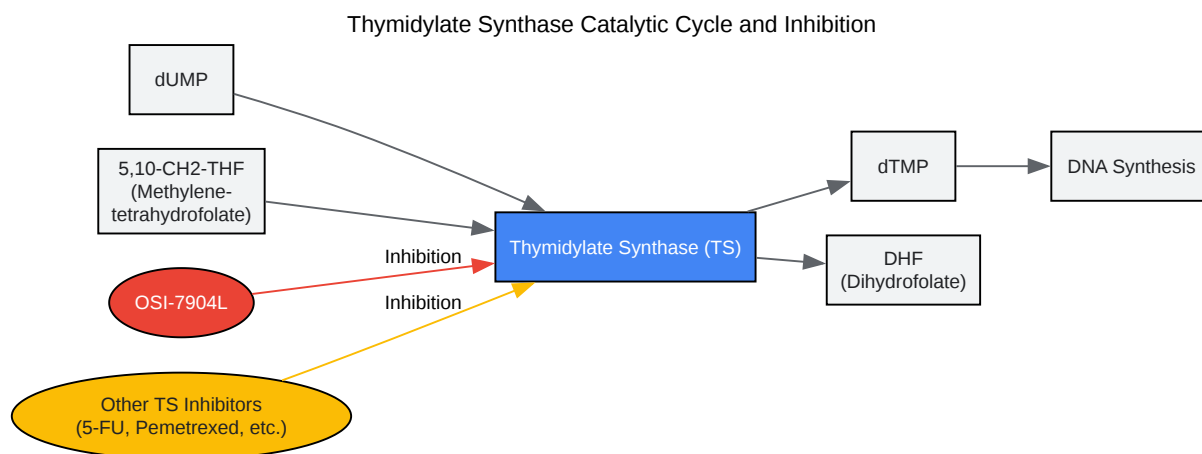 Thymidylate Synthase Catalytic Cycle and Inhibition
dUMP
5,10-CH2-THF
(Methylene-
tetrahydrofolate)
OSI-7904L
Other TS Inhibitors
(5-FU, Pemetrexed, etc.)
Inhibition
Inhibition
Thymidylate Synthase (TS)
dTMP
DNA Synthesis
DHF
(Dihydrofolate)